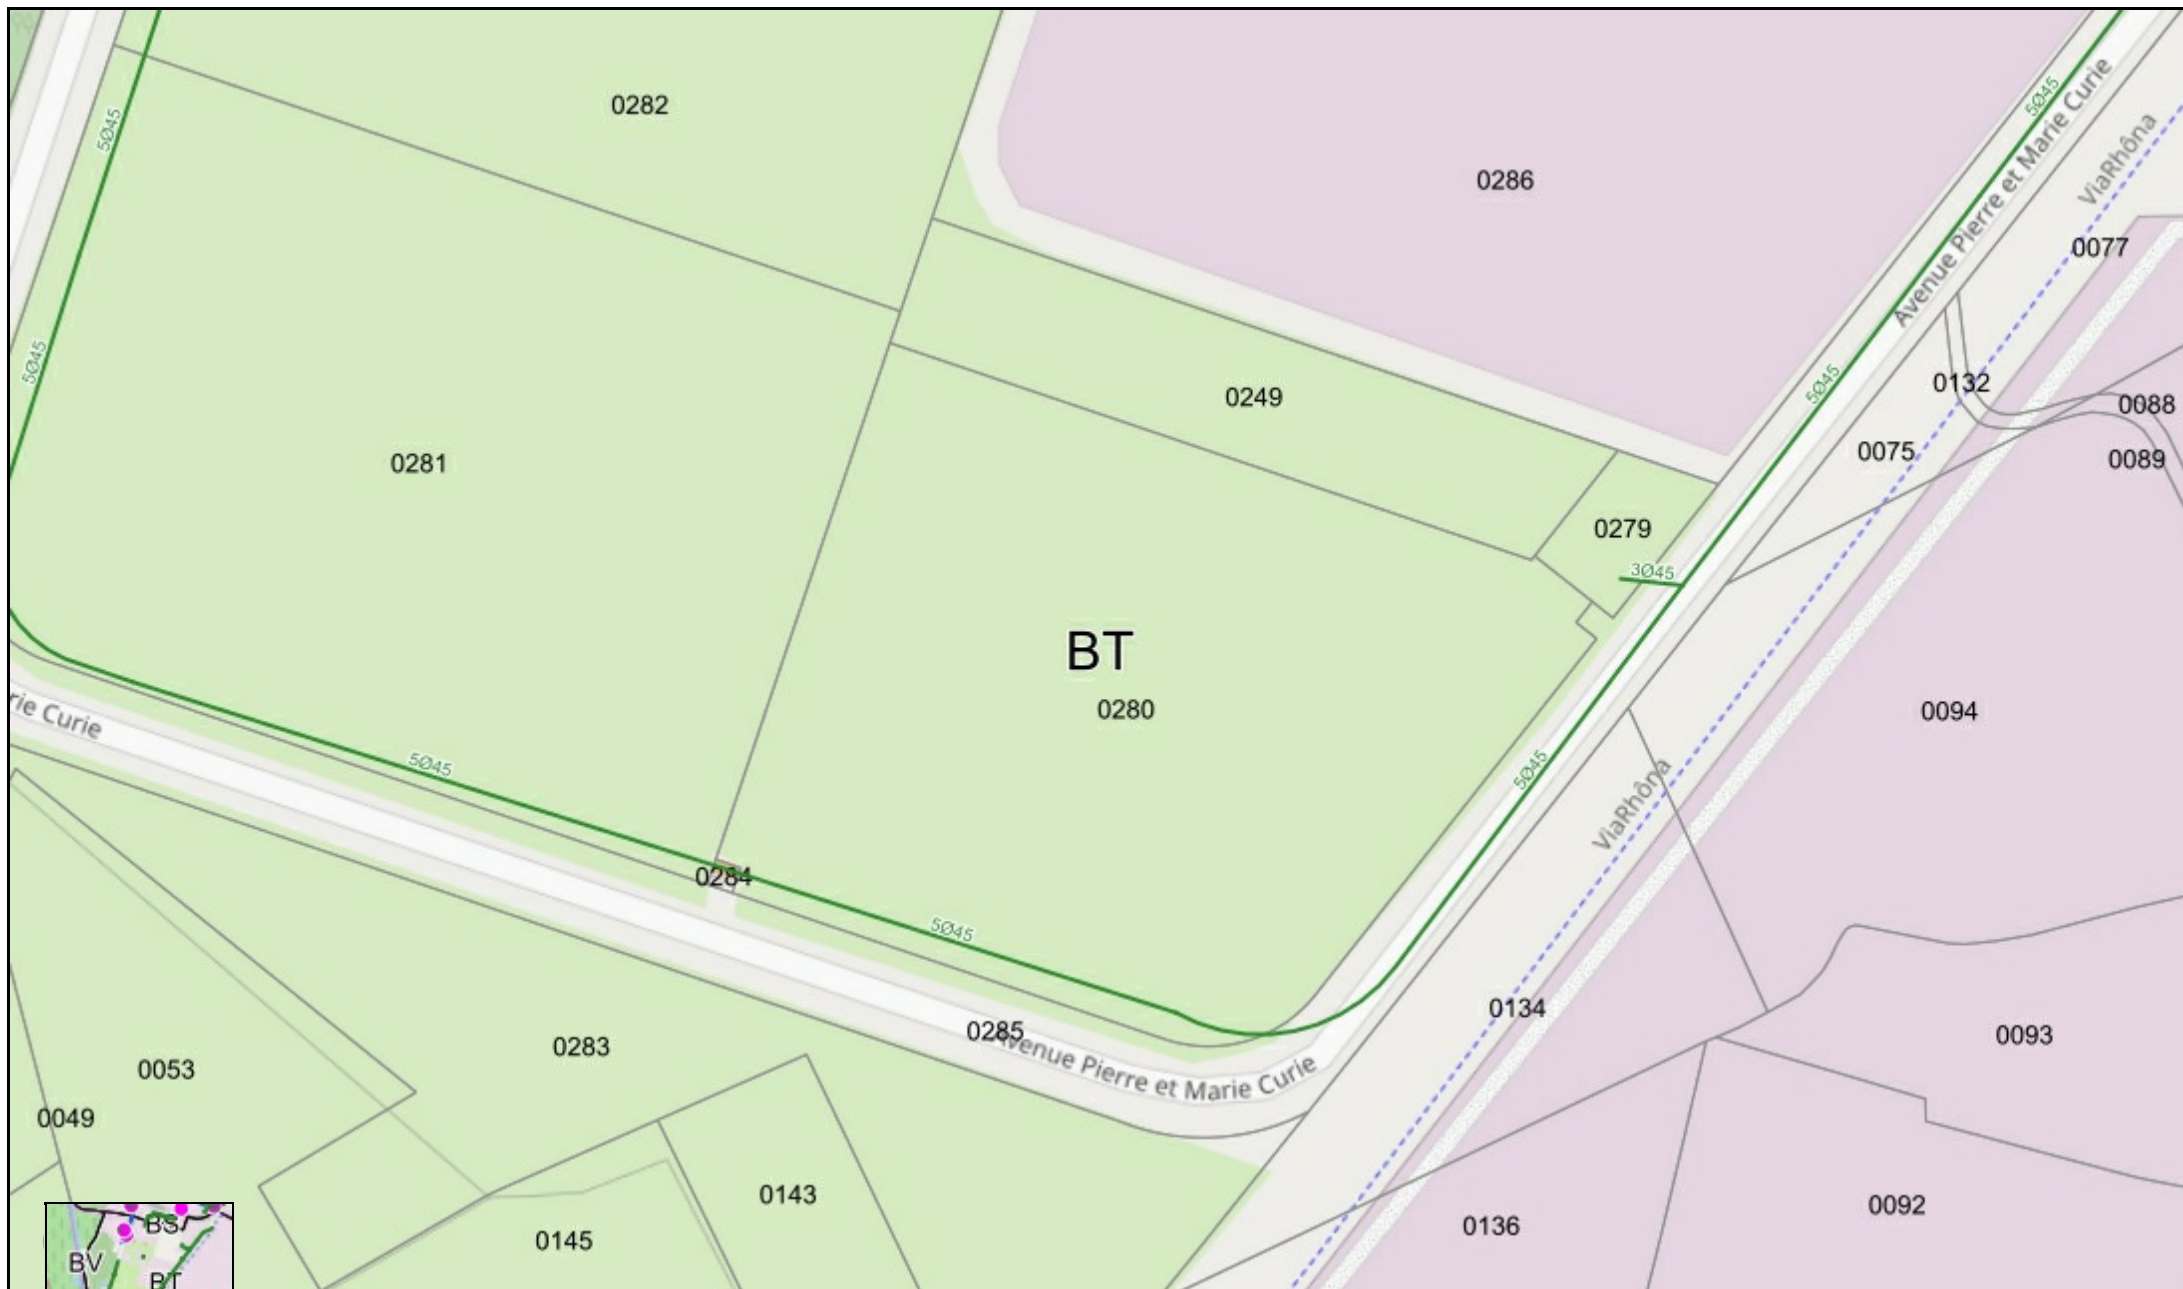 5Ø45
Avenue Pierre et Marie Curie
0282
ViaRhôna
0286
0077
5Ø45
5Ø45
0132
0249
0088
0075
0089
0281
0279
3Ø45
BT
0280
0094
rie Curie
5Ø45
5Ø45
ViaRhôna
0284
5Ø45
0134
0285
Avenue Pierre et Marie Curie
0283
0093
0053
0049
0143
0092
0136
0145
BS
BV
BT